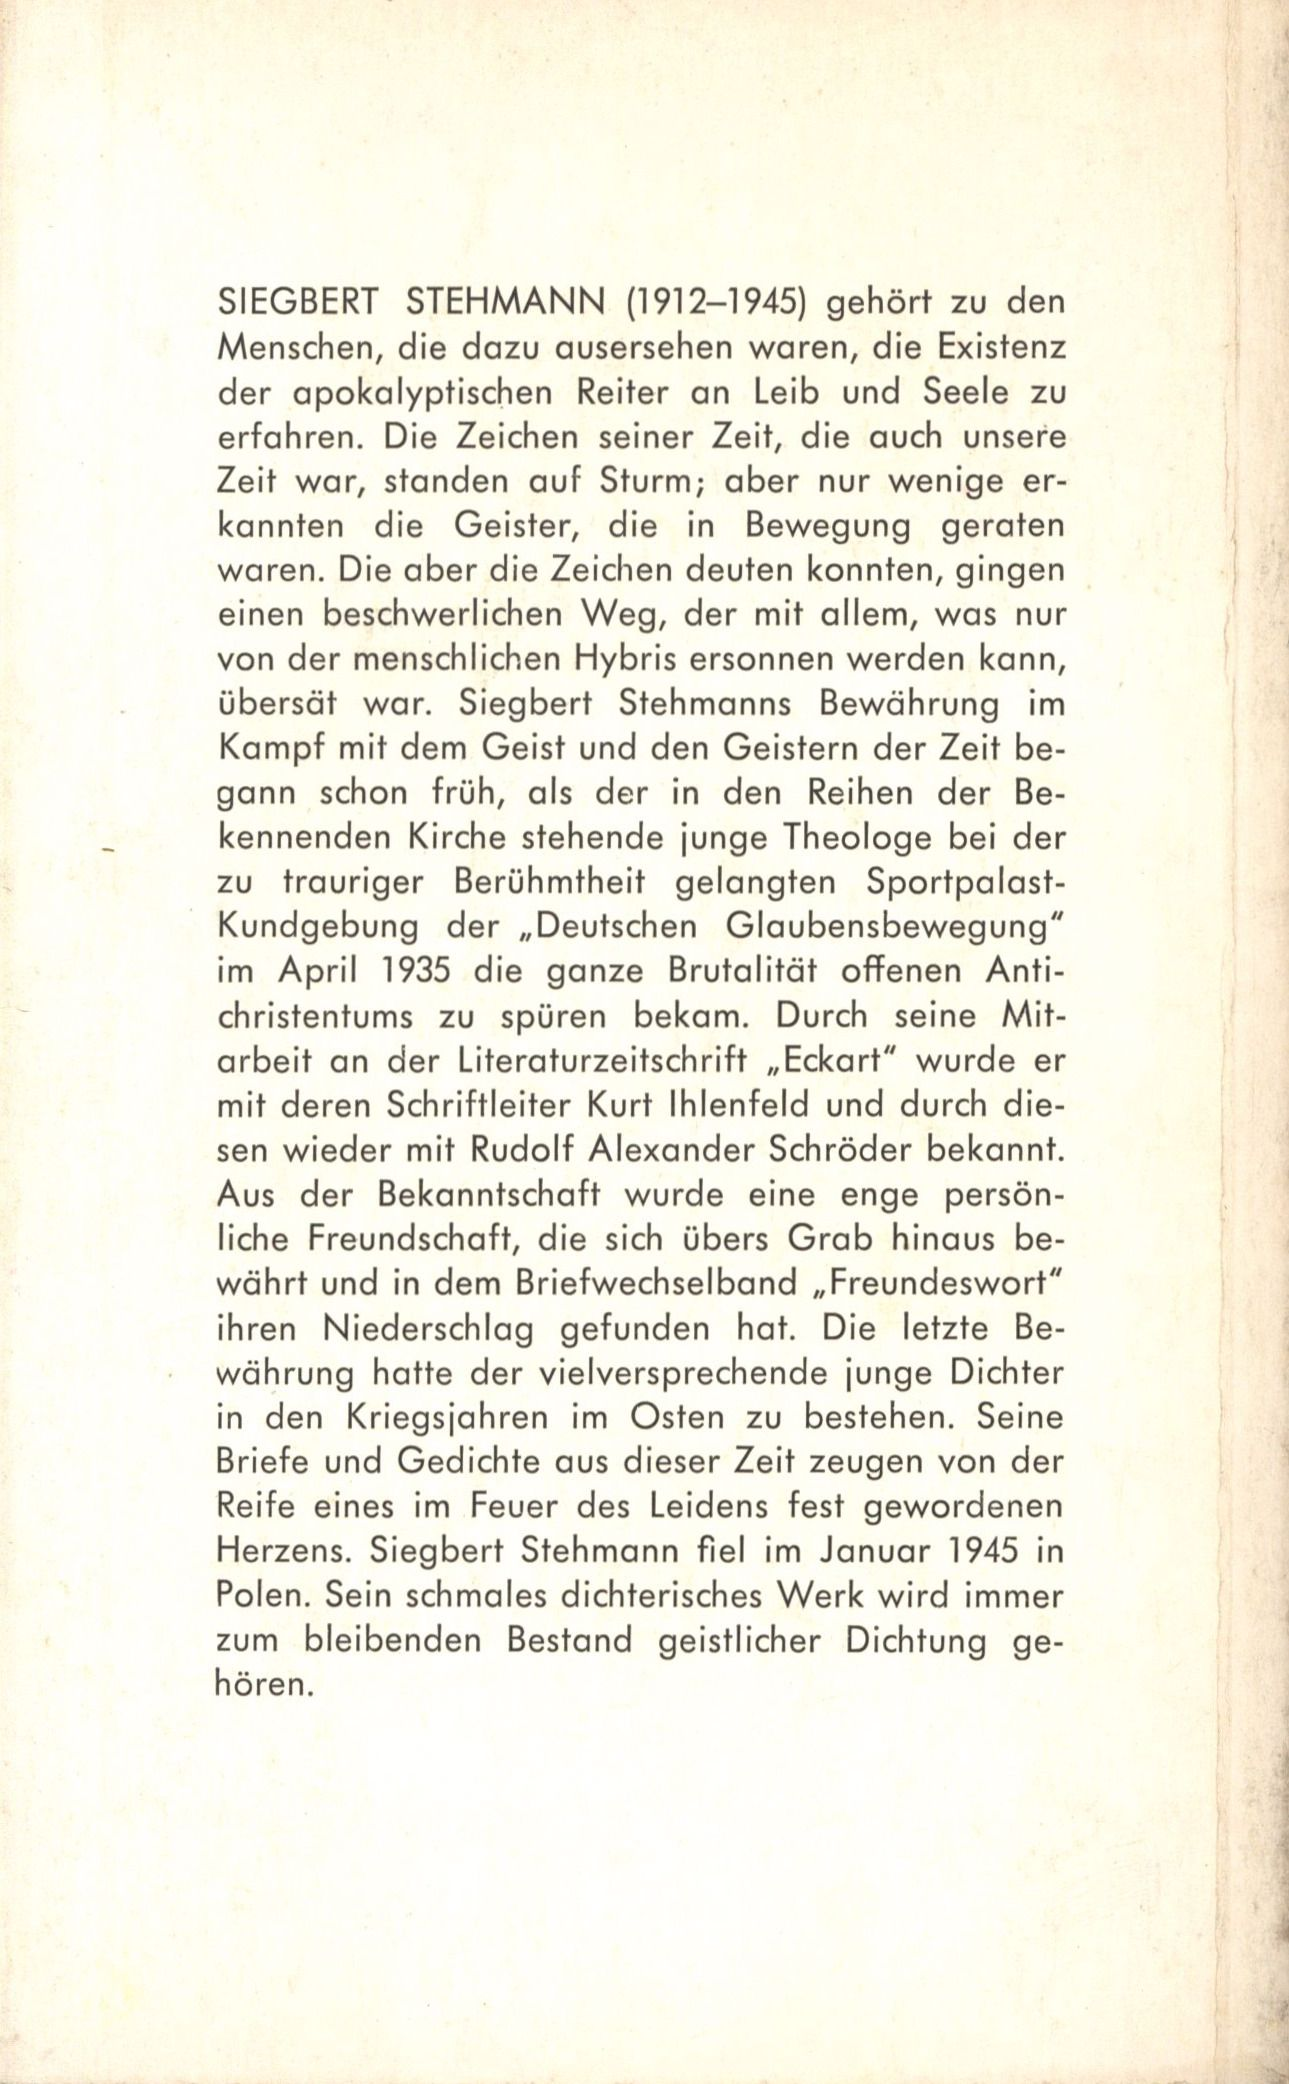 SIEGBERT STEHMANN (1912–1945) gehört zu den
Menschen, die dazu ausersehen waren, die Existenz
der apokalyptischen Reiter an Leib und Seele zu
erfahren. Die Zeichen seiner Zeit, die auch unsere
Zeit war, standen auf Sturm; aber nur wenige er-
kannten die Geister, die in Bewegung geraten
waren. Die aber die Zeichen deuten konnten, gingen
einen beschwerlichen Weg, der mit allem, was nur
von der menschlichen Hybris ersonnen werden kann,
übersät war. Siegbert Stehmanns Bewährung im
Kampf mit dem Geist und den Geistern der Zeit be-
gann schon früh, als der in den Reihen der Be-
kennenden Kirche stehende junge Theologe bei der
zu trauriger Berühmtheit gelangten Sportpalast-
Kundgebung der „Deutschen Glaubensbewegung“
im April 1935 die ganze Brutalität offenen Anti-
christentums zu spüren bekam. Durch seine Mit-
arbeit an der Literaturzeitschrift „Eckart“ wurde er
mit deren Schriftleiter Kurt Ihlenfeld und durch die-
sen wieder mit Rudolf Alexander Schröder bekannt.
Aus der Bekanntschaft wurde eine enge persön-
liche Freundschaft, die sich übers Grab hinaus be-
währt und in dem Briefwechselband „Freundeswort“
ihren Niederschlag gefunden hat. Die letzte Be-
währung hatte der vielversprechende junge Dichter
in den Kriegsjahren im Osten zu bestehen. Seine
Briefe und Gedichte aus dieser Zeit zeugen von der
Reife eines im Feuer des Leidens fest gewordenen
Herzens. Siegbert Stehmann fiel im Januar 1945 in
Polen. Sein schmales dichterisches Werk wird immer
zum bleibenden Bestand geistlicher Dichtung ge-
hören.